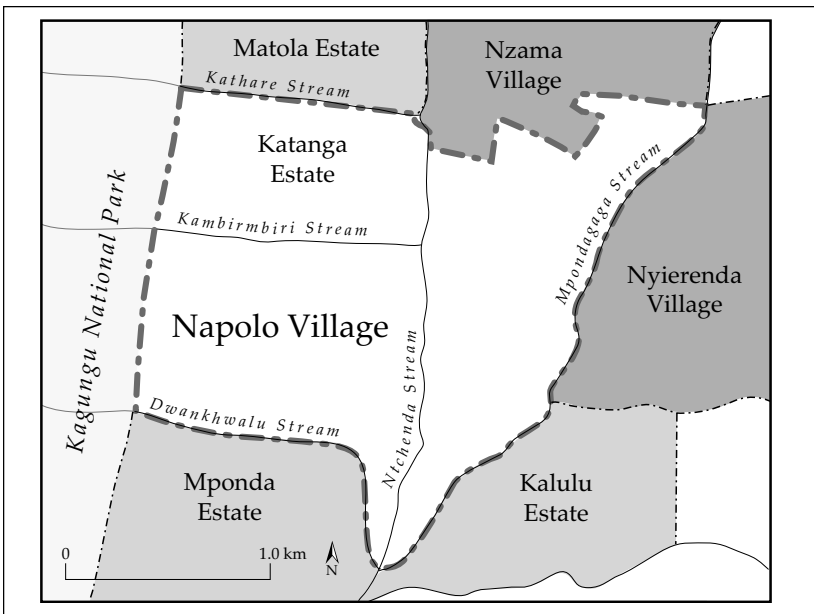 Matola Estate
Nzama
Village
Kathare Stream
Katanga
Estate
Mpondagaga Stream
Kambirmbiri Stream
Kagungu National Park
Nyierenda
Village
Napolo Village
Ntchenda Stream
Dwankhwalu Stream
Mponda
Estate
Kalulu
Estate
0 1.0 km
N